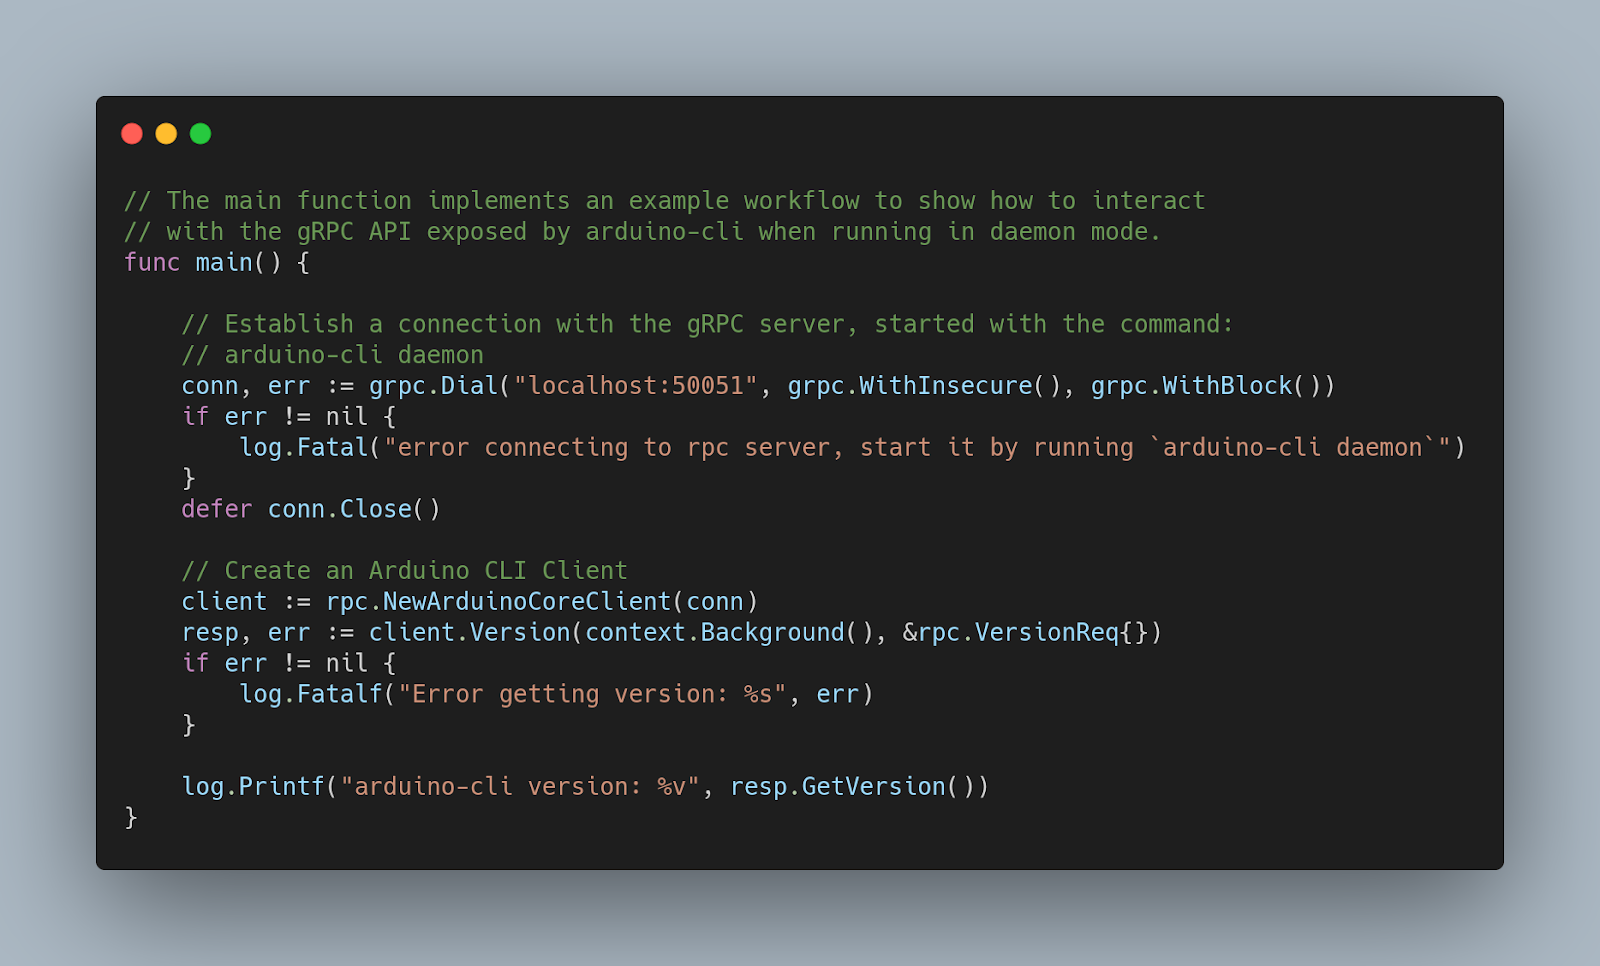 // The main function implements an example workflow to show how to interact
// with the gRPC API exposed by arduino-cli when running in daemon mode.
func main() {
    // Establish a connection with the gRPC server, started with the command:
    // arduino-cli daemon
    conn, err := grpc.Dial("localhost:50051", grpc.WithInsecure(), grpc.WithBlock())
    if err != nil {
        log.Fatal("error connecting to rpc server, start it by running `arduino-cli daemon`")
    }
    defer conn.Close()
    // Create an Arduino CLI Client
    client := rpc.NewArduinoCoreClient(conn)
    resp, err := client.Version(context.Background(), &rpc.VersionReq{})
    if err != nil {
        log.Fatalf("Error getting version: %s", err)
    }
    log.Printf("arduino-cli version: %v", resp.GetVersion())
}